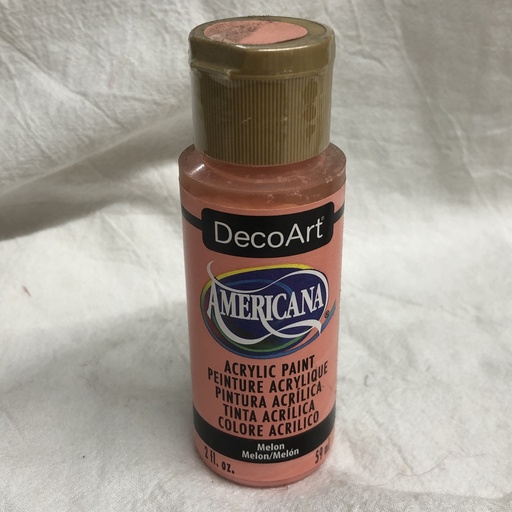 DecoArt
AMERICANA®
ACRYLIC PAINT
PEINTURE ACRYLIQUE
PINTURA ACRÍLICA
TINTA ACRÍLICA
COLORE ACRILICO
Melon
Melon/Melón
2 fl. oz. 59